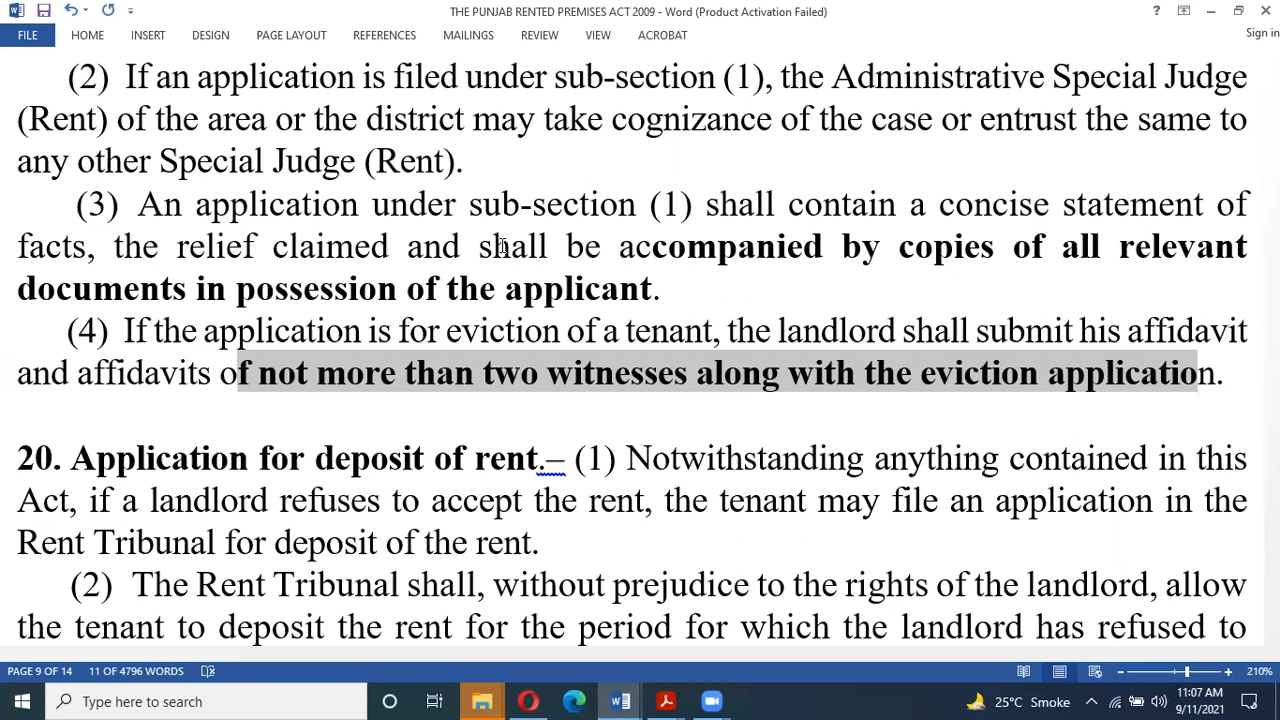 THE PUNJAB RENTED PREMISES ACT 2009 - Word (Product Activation Failed)
FILE HOME INSERT DESIGN PAGE LAYOUT REFERENCES MAILINGS REVIEW VIEW ACROBAT Sign in
(2) If an application is filed under sub-section (1), the Administrative Special Judge
(Rent) of the area or the district may take cognizance of the case or entrust the same to
any other Special Judge (Rent).
(3) An application under sub-section (1) shall contain a concise statement of
facts, the relief claimed and shall be accompanied by copies of all relevant
documents in possession of the applicant.
(4) If the application is for eviction of a tenant, the landlord shall submit his affidavit
and affidavits of not more than two witnesses along with the eviction application.
20. Application for deposit of rent.– (1) Notwithstanding anything contained in this
Act, if a landlord refuses to accept the rent, the tenant may file an application in the
Rent Tribunal for deposit of the rent.
(2) The Rent Tribunal shall, without prejudice to the rights of the landlord, allow
the tenant to deposit the rent for the period for which the landlord has refused to
PAGE 9 OF 14 11 OF 4796 WORDS 210%
Type here to search 25°C Smoke 11:07 AM
9/11/2021